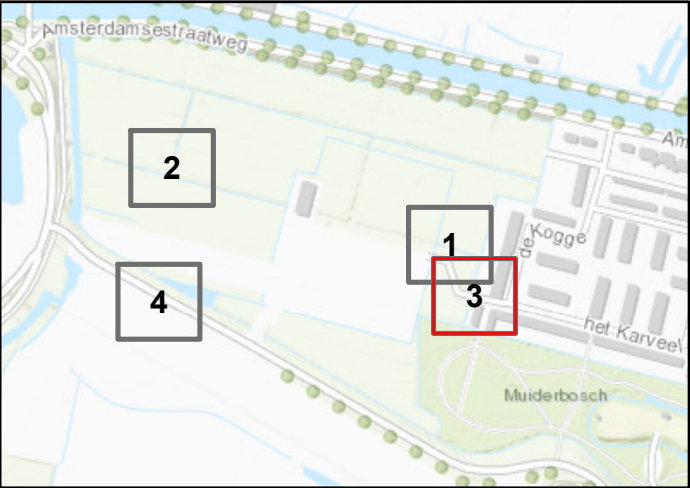 Amsterdamsestraatweg
Am
2
1
de Kogge
3
4
het Karveel
Muiderbosch